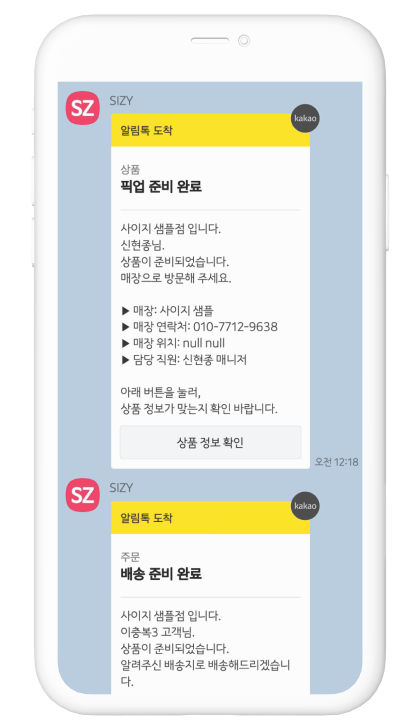 SZ
SIZY
kakao
알림톡 도착
상품
픽업 준비 완료
사이지 샘플점 입니다.
신현종님.
상품이 준비되었습니다.
매장으로 방문해 주세요.
▶ 매장: 사이지 샘플
▶ 매장 연락처: 010-7712-9638
▶ 매장 위치: null null
▶ 담당 직원: 신현종 매니저
아래 버튼을 눌러,
상품 정보가 맞는지 확인 바랍니다.
상품 정보 확인
오전 12:18
SZ
SIZY
kakao
알림톡 도착
주문
배송 준비 완료
사이지 샘플점 입니다.
이충복3 고객님.
상품이 준비되었습니다.
알려주신 배송지로 배송해드리겠습니
다.